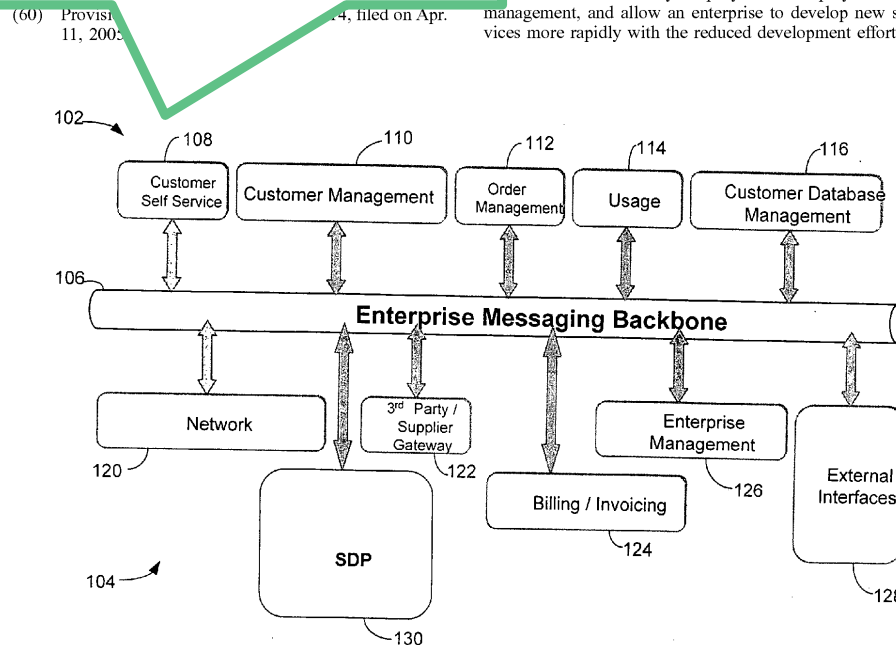 (60) Provisi 4, filed on Apr.
11, 2005
management, and allow an enterprise to develop new s
vices more rapidly with the reduced development effort
102
108
110
112
114
116
Customer
Self Service
Customer Management
Order
Management
Usage
Customer Database
Management
106
Enterprise Messaging Backbone
Network
3rd Party /
Supplier
Gateway
Enterprise
Management
External
Interfaces
120
122
126
Billing / Invoicing
124
SDP
104
128
130